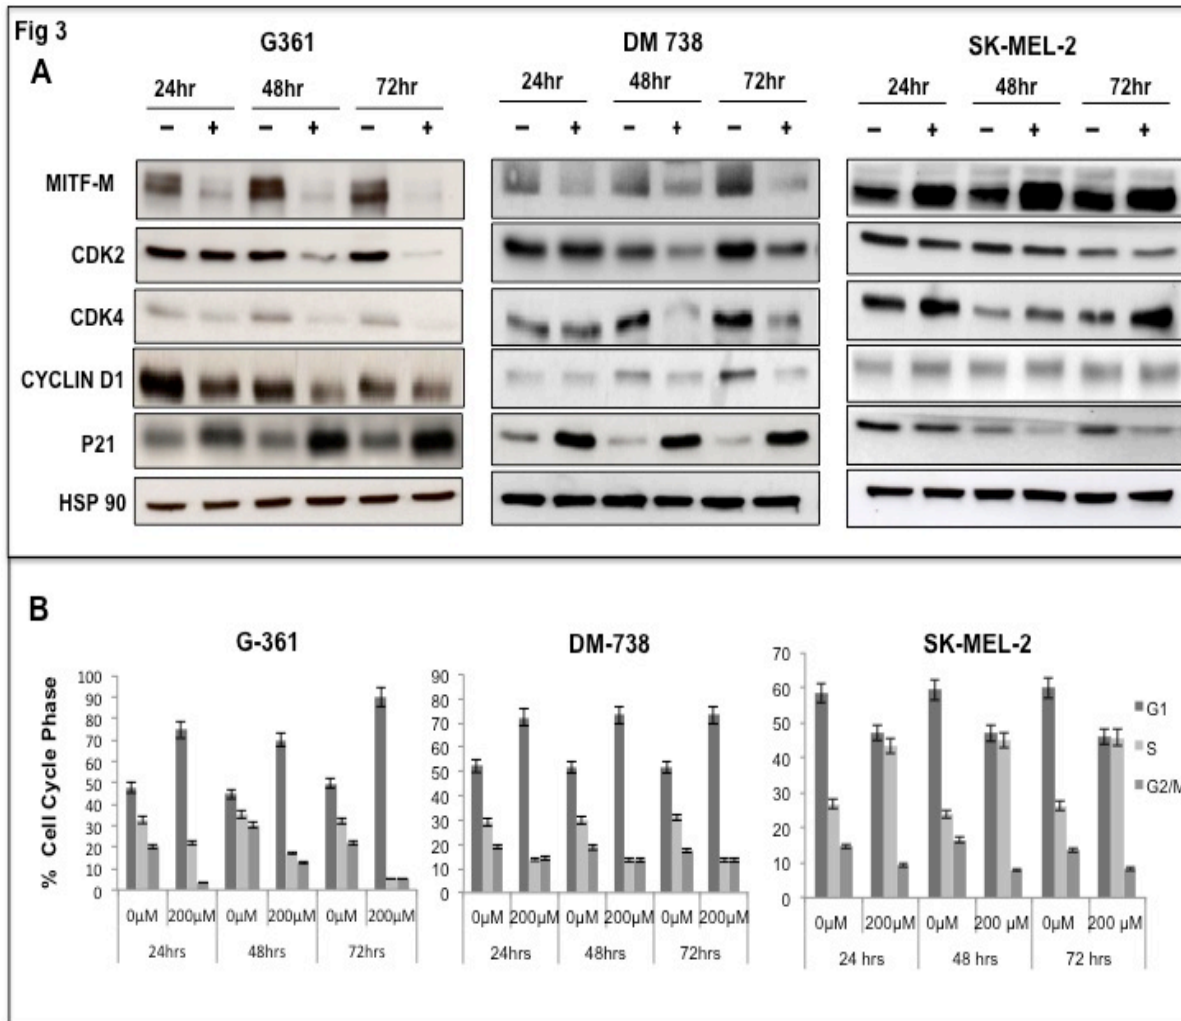 Fig 3
A
G361 DM 738 SK-MEL-2
24hr 48hr 72hr 24hr 48hr 72hr 24hr 48hr 72hr
– + – + – + – + – + – + – + – + – +
MITF-M
CDK2
CDK4
CYCLIN D1
P21
HSP 90
B
G-361
% Cell Cycle Phase
100
90
80
70
60
50
40
30
20
10
0
0µM 200µM 0µM 200µM 0µM 200µM
24hrs 48hrs 72hrs
DM-738
90
80
70
60
50
40
30
20
10
0
0µM 200µM 0µM 200µM 0µM 200µM
24hrs 48hrs 72hrs
SK-MEL-2
70
60
50
40
30
20
10
0
0µM 200µM 0µM 200 µM 0µM 200 µM
24 hrs 48 hrs 72 hrs
G1
S
G2/M